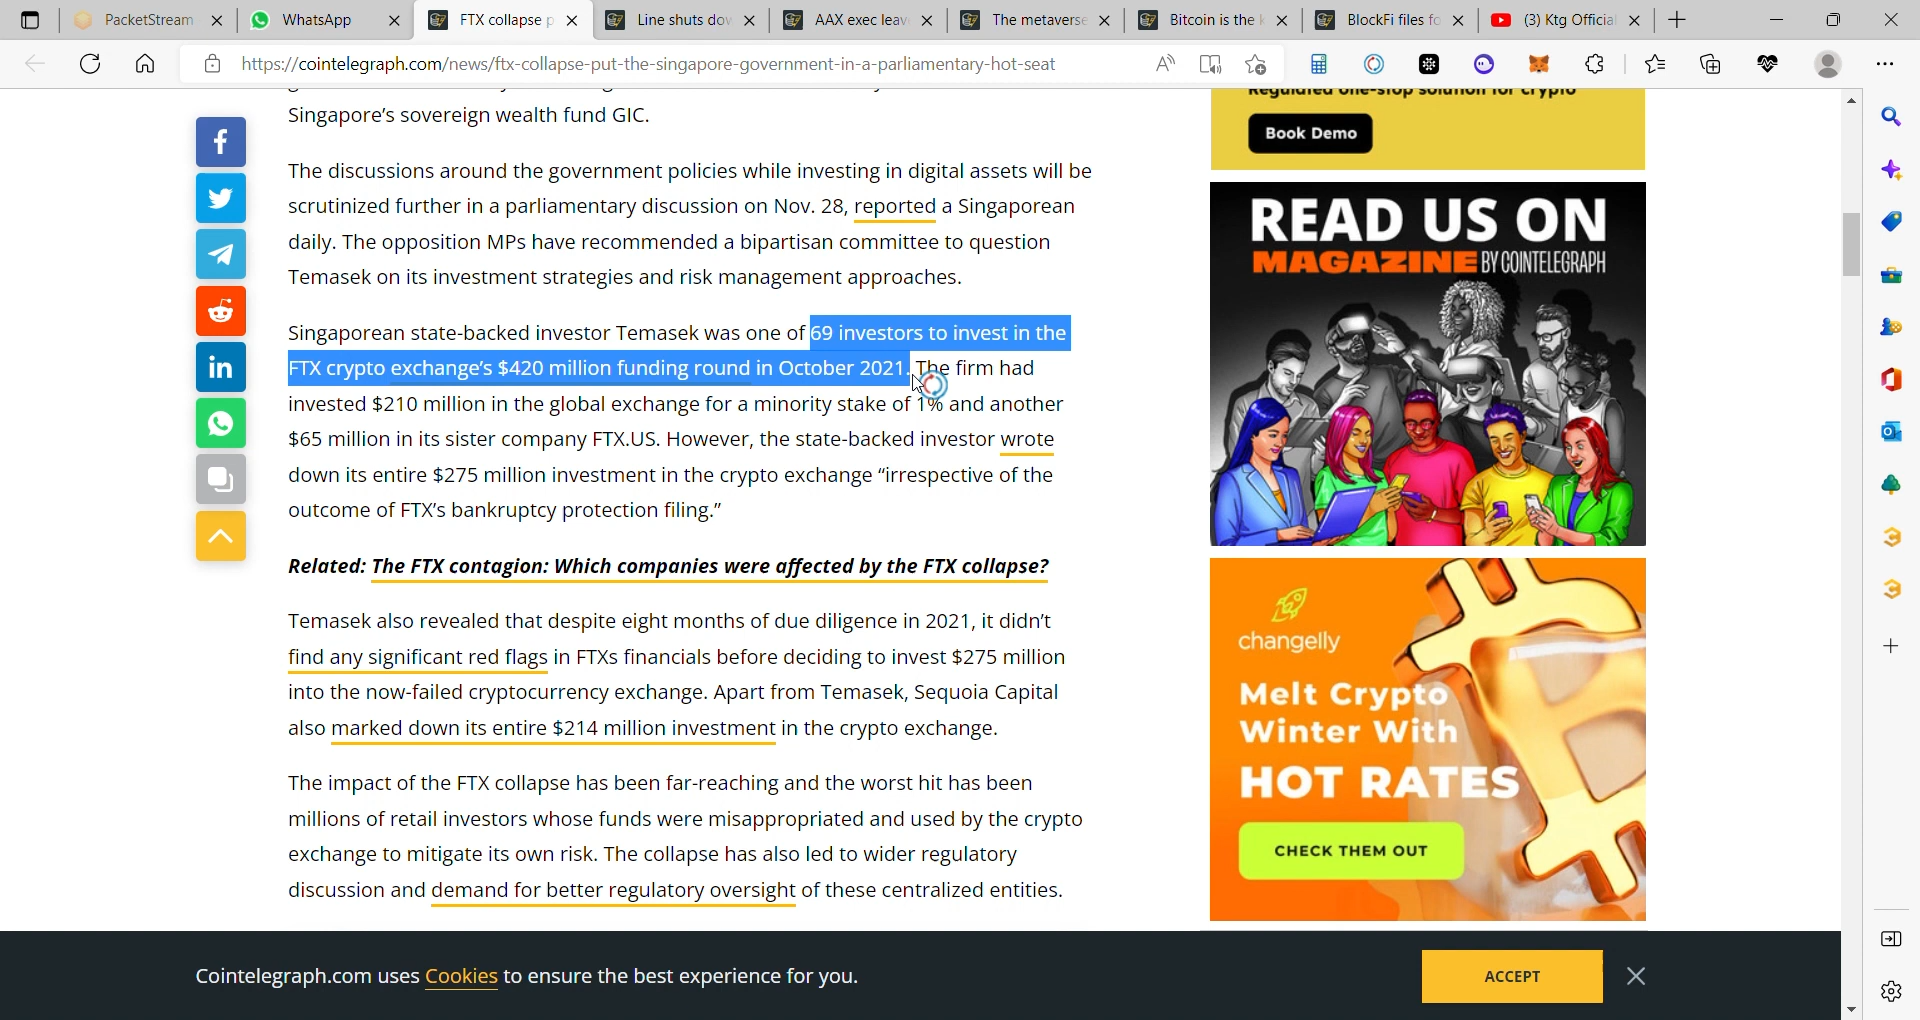 PacketStream
WhatsApp
FTX collapse p
Line shuts dow
AAX exec leav
The metaverse
Bitcoin is the k
BlockFi files fo
(3) Ktg Official
https://cointelegraph.com/news/ftx-collapse-put-the-singapore-government-in-a-parliamentary-hot-seat
Singapore's sovereign wealth fund GIC.
The discussions around the government policies while investing in digital assets will be
scrutinized further in a parliamentary discussion on Nov. 28, reported a Singaporean
daily. The opposition MPs have recommended a bipartisan committee to question
Temasek on its investment strategies and risk management approaches.
Singaporean state-backed investor Temasek was one of 69 investors to invest in the
FTX crypto exchange's $420 million funding round in October 2021. The firm had
invested $210 million in the global exchange for a minority stake of 1% and another
$65 million in its sister company FTX.US. However, the state-backed investor wrote
down its entire $275 million investment in the crypto exchange “irrespective of the
outcome of FTX's bankruptcy protection filing.”
Related: The FTX contagion: Which companies were affected by the FTX collapse?
Temasek also revealed that despite eight months of due diligence in 2021, it didn't
find any significant red flags in FTXs financials before deciding to invest $275 million
into the now-failed cryptocurrency exchange. Apart from Temasek, Sequoia Capital
also marked down its entire $214 million investment in the crypto exchange.
The impact of the FTX collapse has been far-reaching and the worst hit has been
millions of retail investors whose funds were misappropriated and used by the crypto
exchange to mitigate its own risk. The collapse has also led to wider regulatory
discussion and demand for better regulatory oversight of these centralized entities.
Regulated one-stop solution for crypto
Book Demo
READ US ON
MAGAZINE BY COINTELEGRAPH
changelly
Melt Crypto
Winter With
HOT RATES
CHECK THEM OUT
Cointelegraph.com uses Cookies to ensure the best experience for you.
ACCEPT